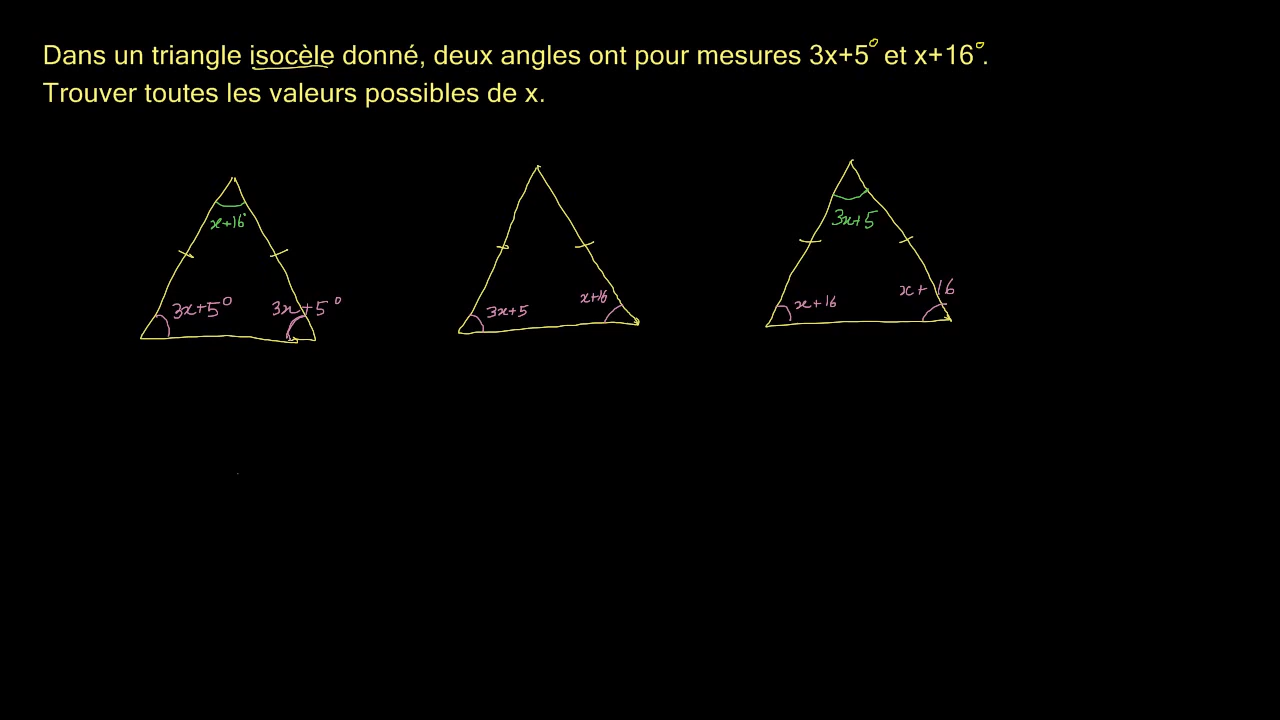 Dans un triangle isocèle donné, deux angles ont pour mesures 3x+5° et x+16°.
Trouver toutes les valeurs possibles de x.
x+16°
3x+5° 3x+5°
3x+5 x+16
3x+5
x+16 x+16